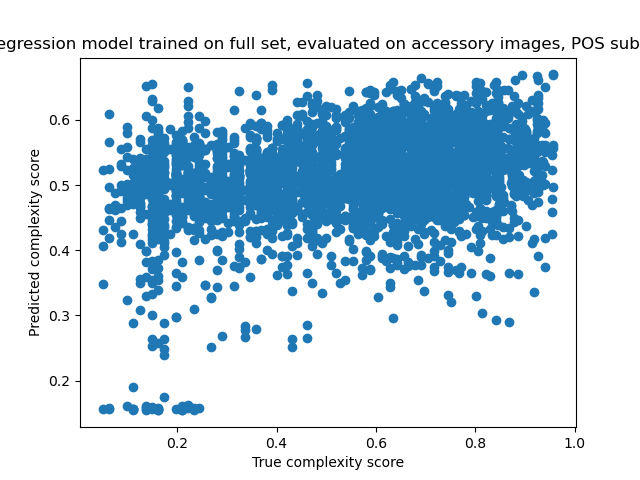 egression model trained on full set, evaluated on accessory images, POS sub
0.6
0.5
0.4
0.3
0.2
Predicted complexity score
0.2 0.4 0.6 0.8 1.0
True complexity score